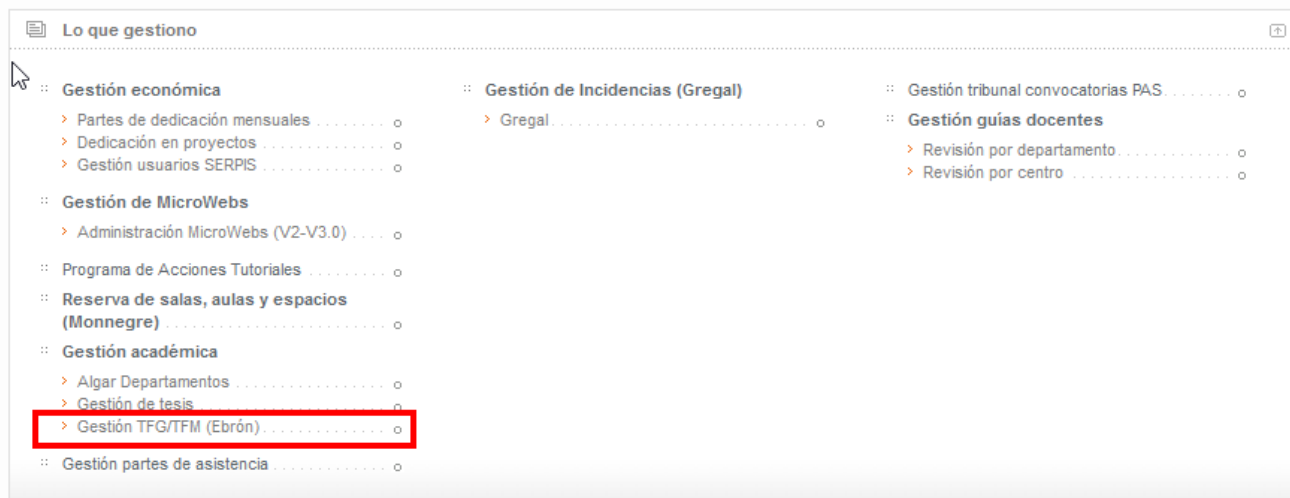 Lo que gestiono
Gestión económica
Partes de dedicación mensuales
Dedicación en proyectos
Gestión usuarios SERPIS
Gestión de MicroWebs
Administración MicroWebs (V2-V3.0)
Programa de Acciones Tutoriales
Reserva de salas, aulas y espacios
(Monnegre)
Gestión académica
Algar Departamentos
Gestión de tesis
Gestión TFG/TFM (Ebrón)
Gestión partes de asistencia
Gestión de Incidencias (Gregal)
Gregal
Gestión tribunal convocatorias PAS
Gestión guías docentes
Revisión por departamento
Revisión por centro